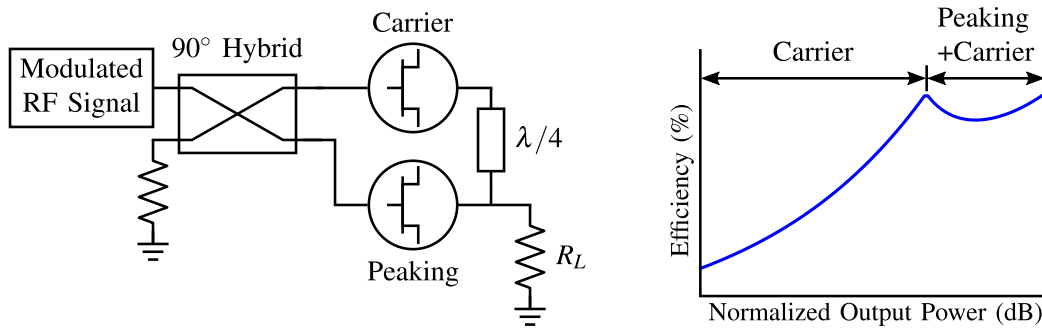 Carrier
90° Hybrid
Modulated
RF Signal
λ/4
Peaking
R_L
Peaking
+Carrier
Carrier
Efficiency (%)
Normalized Output Power (dB)